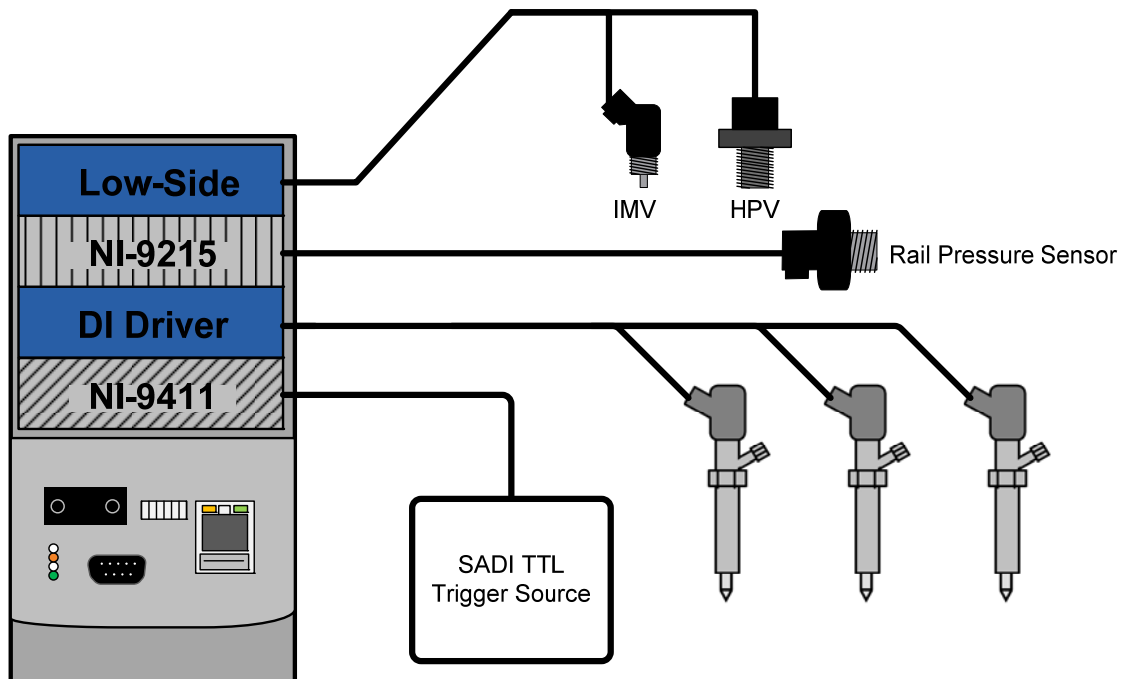 Low-Side
IMV
HPV
NI-9215
Rail Pressure Sensor
DI Driver
NI-9411
SADI TTL
Trigger Source